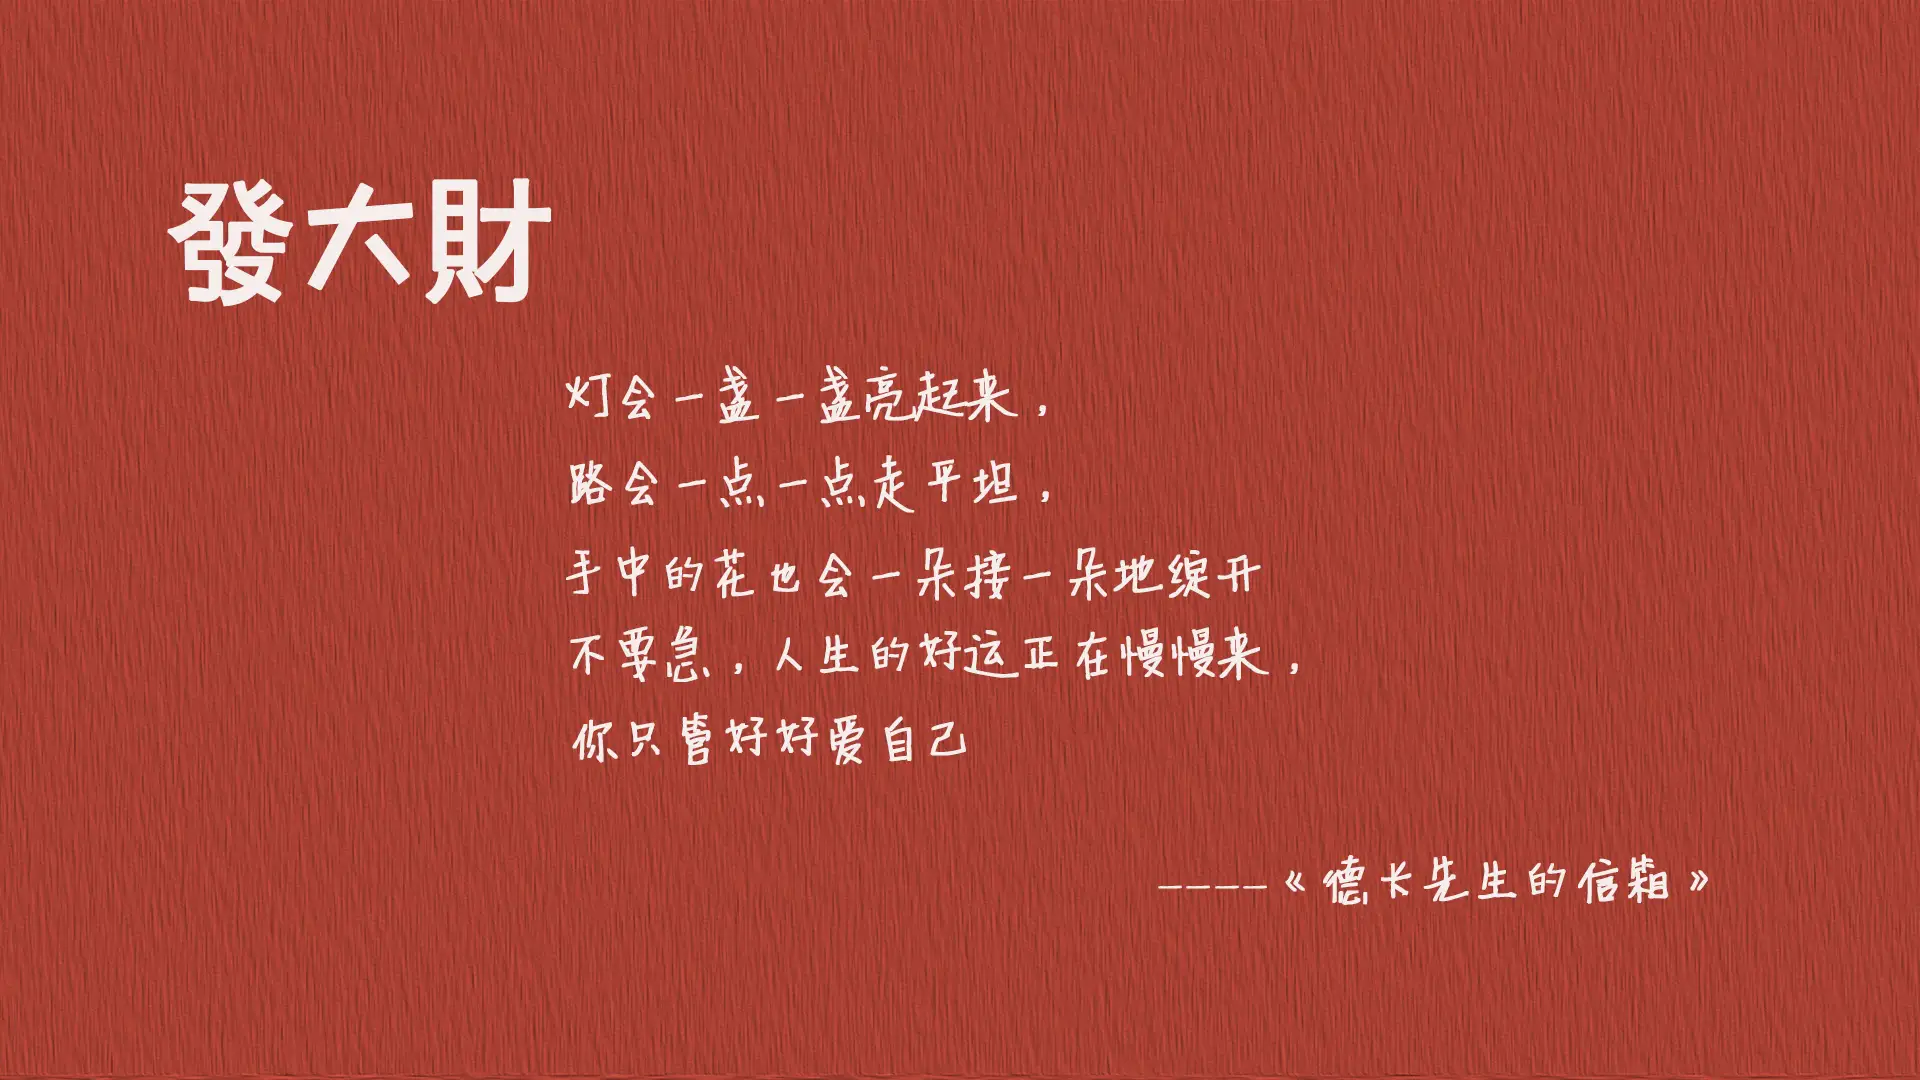 發大財
灯会一盏一盏亮起来，
路会一点一点走平坦，
手中的花也会一朵接一朵地绽开
不要急，人生的好运正在慢慢来，
你只管好好爱自己
----《德长先生的信箱》